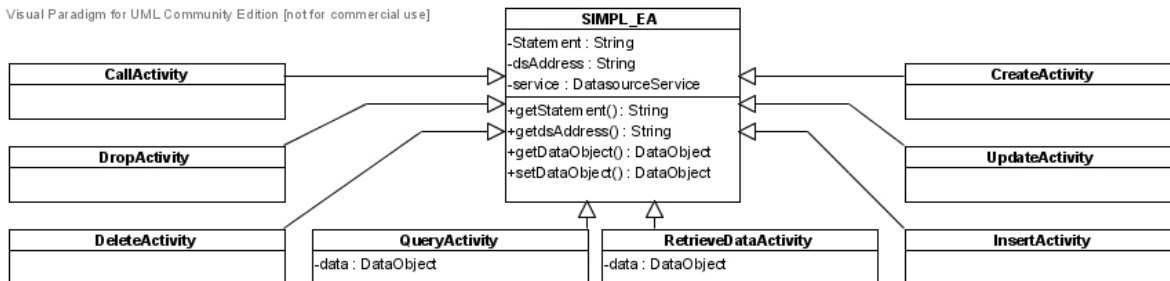 Visual Paradigm for UML Community Edition [not for commercial use]
SIMPL_EA
-Statement : String
-dsAddress : String
-service : DatasourceService
+getStatement() : String
+getdsAddress() : String
+getDataObject() : DataObject
+setDataObject() : DataObject
CallActivity
CreateActivity
DropActivity
UpdateActivity
DeleteActivity
QueryActivity
-data : DataObject
RetrieveDataActivity
-data : DataObject
InsertActivity